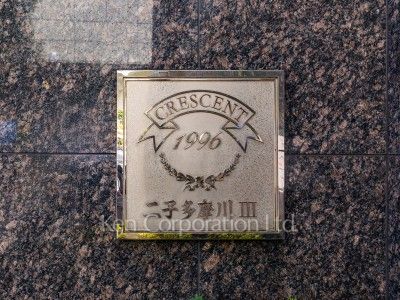 CRESCENT
1996
二子多摩川 III
Ken Corporation Ltd.